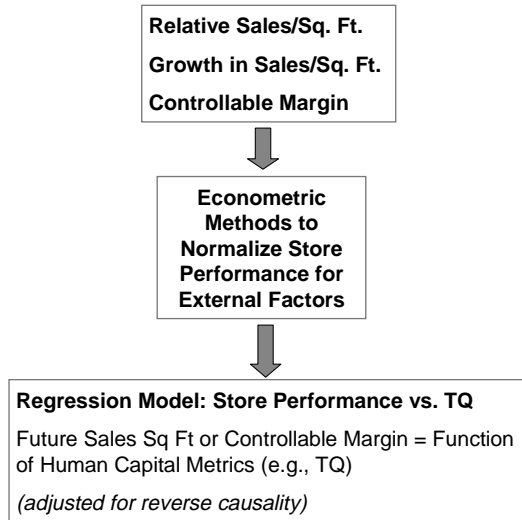 Relative Sales/Sq. Ft.
Growth in Sales/Sq. Ft.
Controllable Margin
Econometric
Methods to
Normalize Store
Performance for
External Factors
Regression Model: Store Performance vs. TQ
Future Sales Sq Ft or Controllable Margin = Function
of Human Capital Metrics (e.g., TQ)
(adjusted for reverse causality)